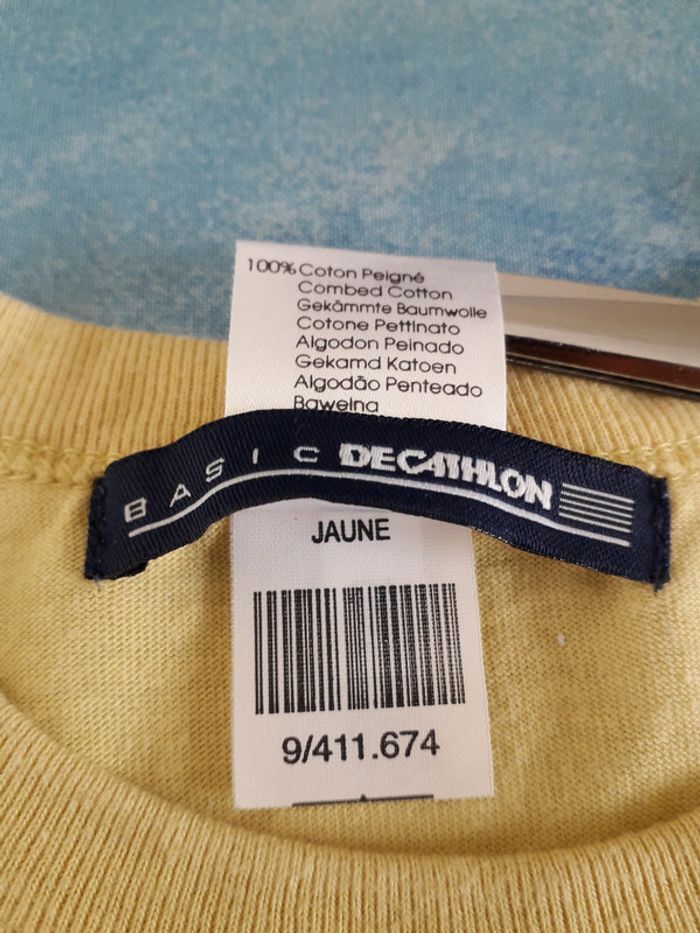 100% Coton Peigné
Combed Cotton
Gekämmte Baumwolle
Cotone Pettinato
Algodon Peinado
Gekamd Katoen
Algodão Penteado
Bawelna
BASIC DECATHLON
JAUNE
9/411.674